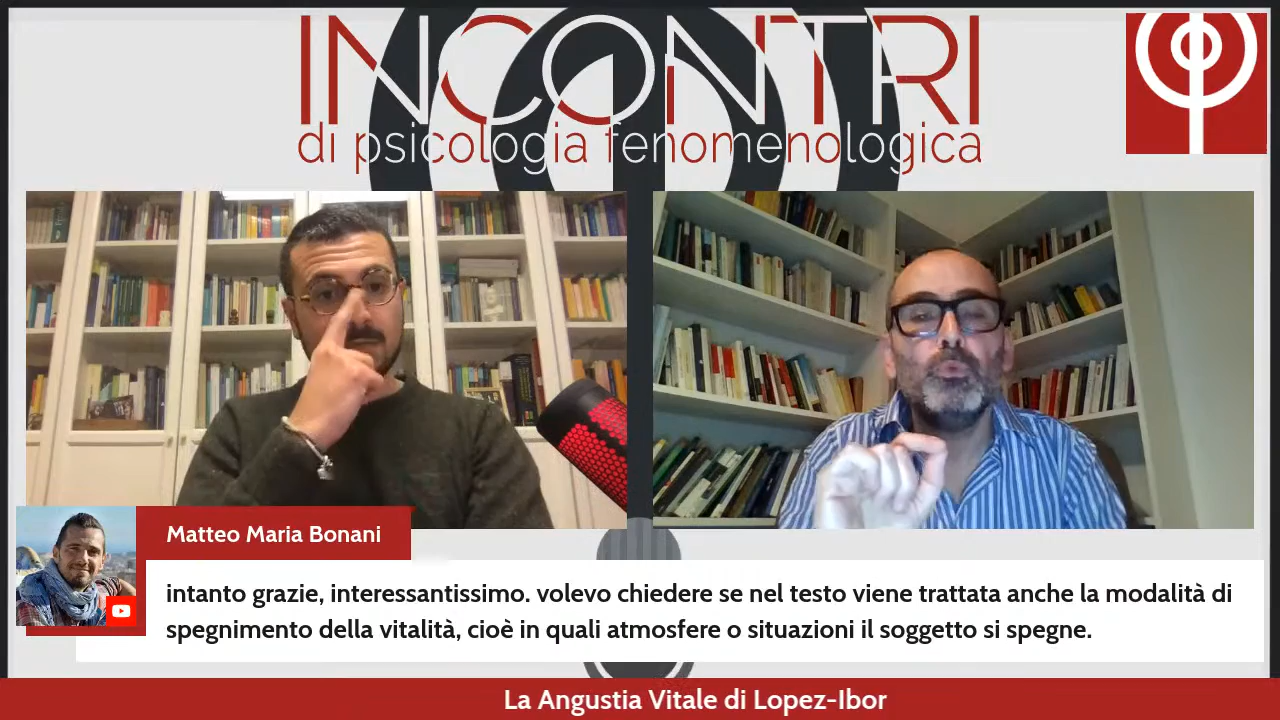 INCONTRI
di psicologia fenomenologica
Matteo Maria Bonani
intanto grazie, interessantissimo. volevo chiedere se nel testo viene trattata anche la modalità di
spegnimento della vitalità, cioè in quali atmosfere o situazioni il soggetto si spegne.
La Angustia Vitale di Lopez-Ibor